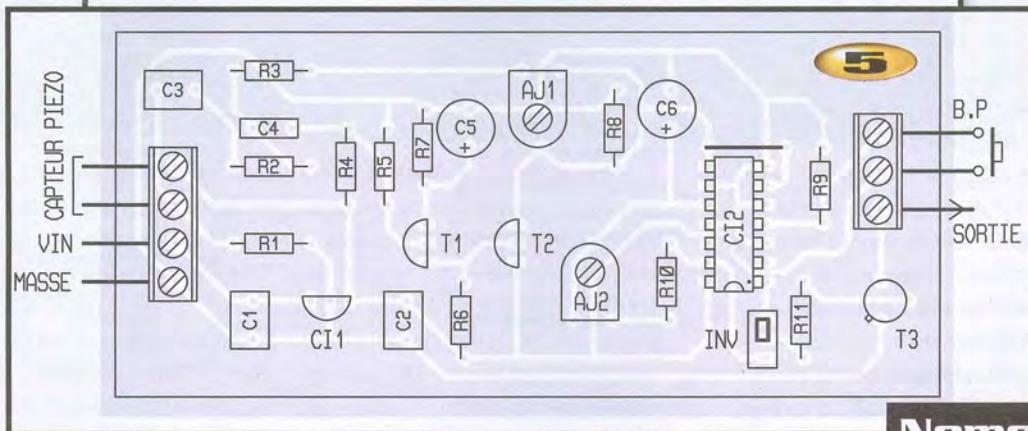 5
CAPTEUR PIEZO
VIN
MASSE
C3
R3
C4
R2
R1
C1
CI1
C2
R4
R5
R7
C5
+
AJ1
R8
C6
+
T1
T2
R6
AJ2
R10
CI2
INV
R11
R9
T3
B.P
SORTIE